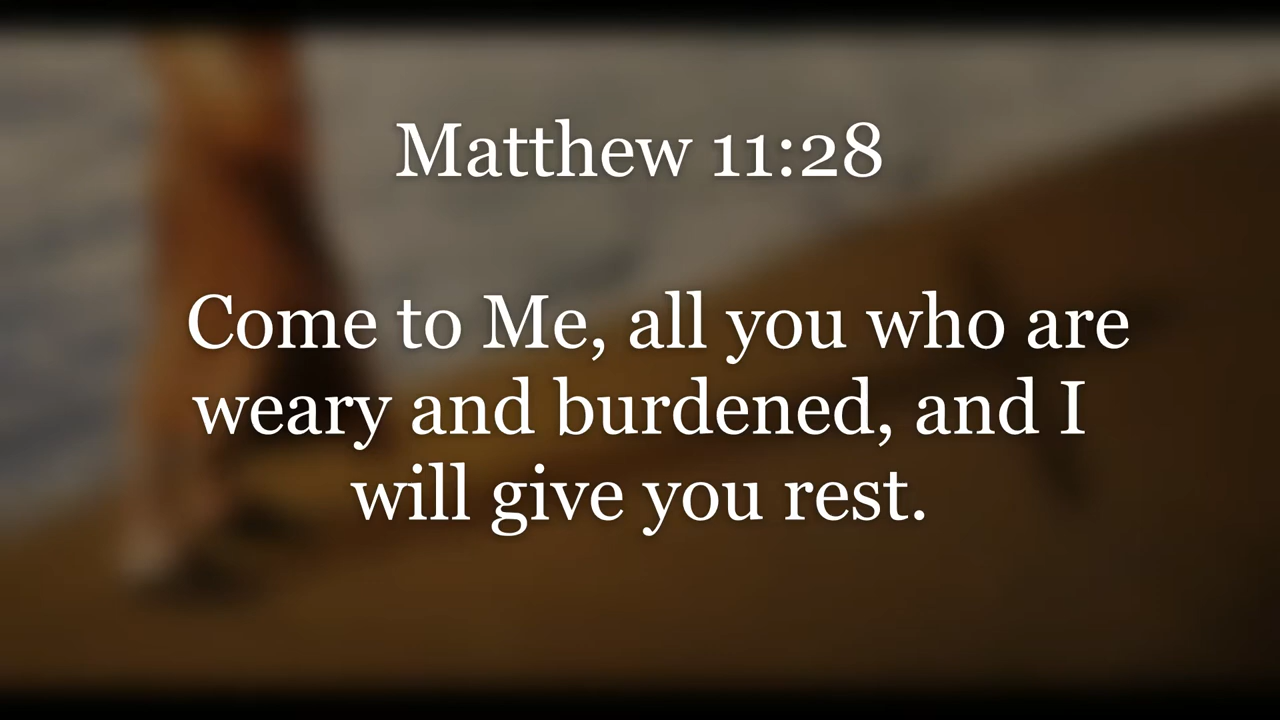 Matthew 11:28
Come to Me, all you who are
weary and burdened, and I
will give you rest.